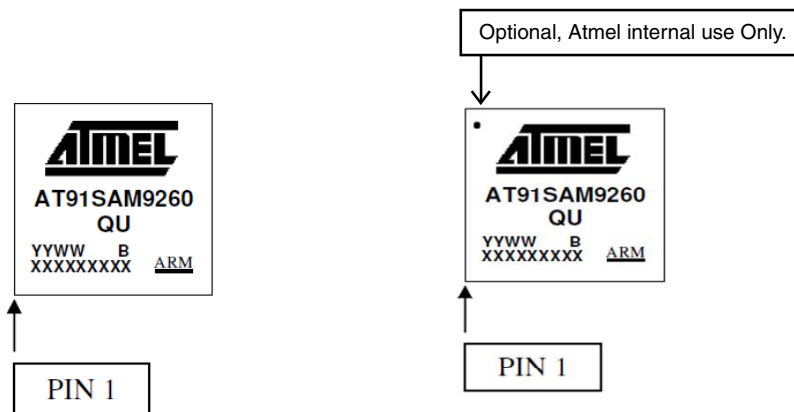 Optional, Atmel internal use Only.
ATMEL
AT91SAM9260
QU
YYWW B
XXXXXXXXX ARM
PIN 1
ATMEL
AT91SAM9260
QU
YYWW B
XXXXXXXXX ARM
PIN 1